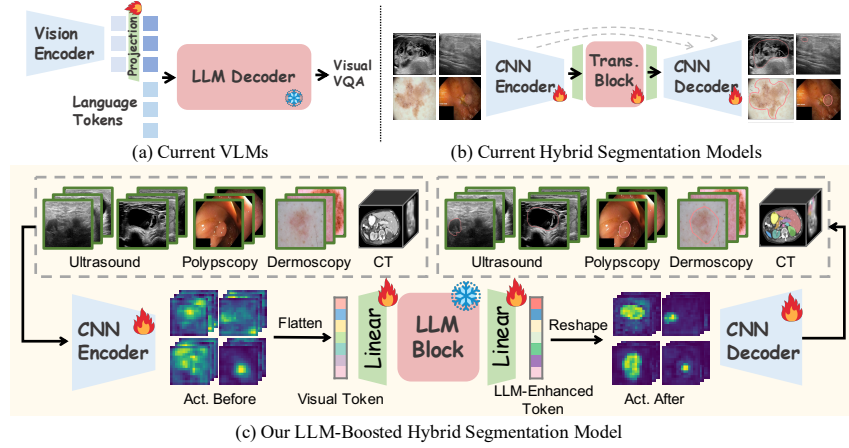 Vision
Encoder
Projection
Language
Tokens
LLM Decoder
Visual
VQA
(a) Current VLMs
CNN
Encoder
Trans.
Block
CNN
Decoder
(b) Current Hybrid Segmentation Models
Ultrasound
Polypscopy
Dermoscopy
CT
Ultrasound
Polypscopy
Dermoscopy
CT
CNN
Encoder
Act. Before
Flatten
Visual Token
Linear
LLM
Block
Linear
LLM-Enhanced
Token
Reshape
Act. After
CNN
Decoder
(c) Our LLM-Boosted Hybrid Segmentation Model